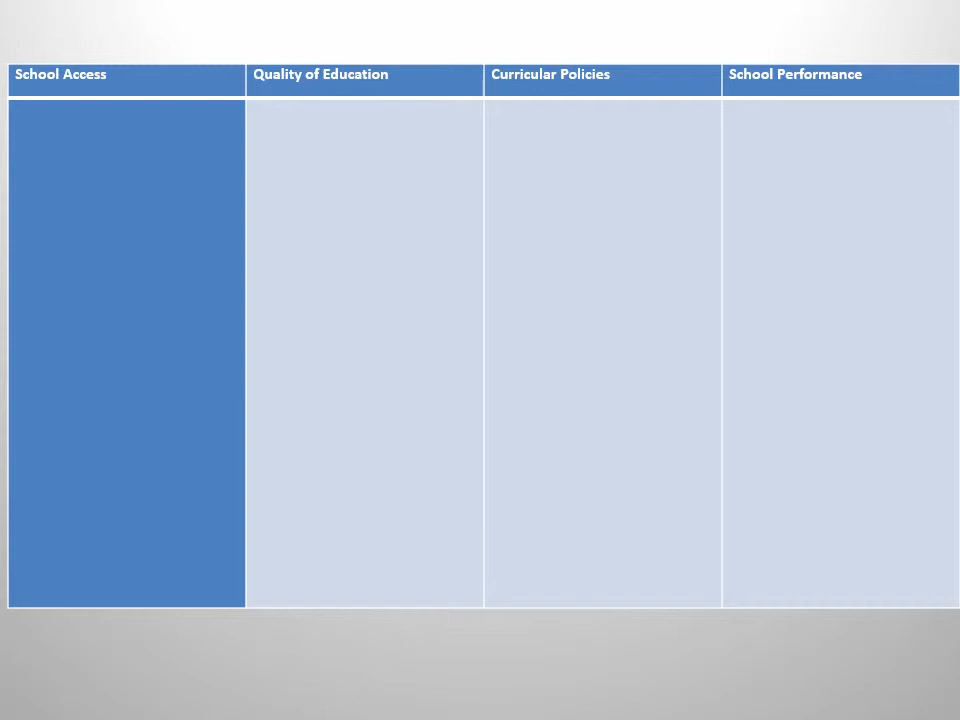 School Access
Quality of Education
Curricular Policies
School Performance